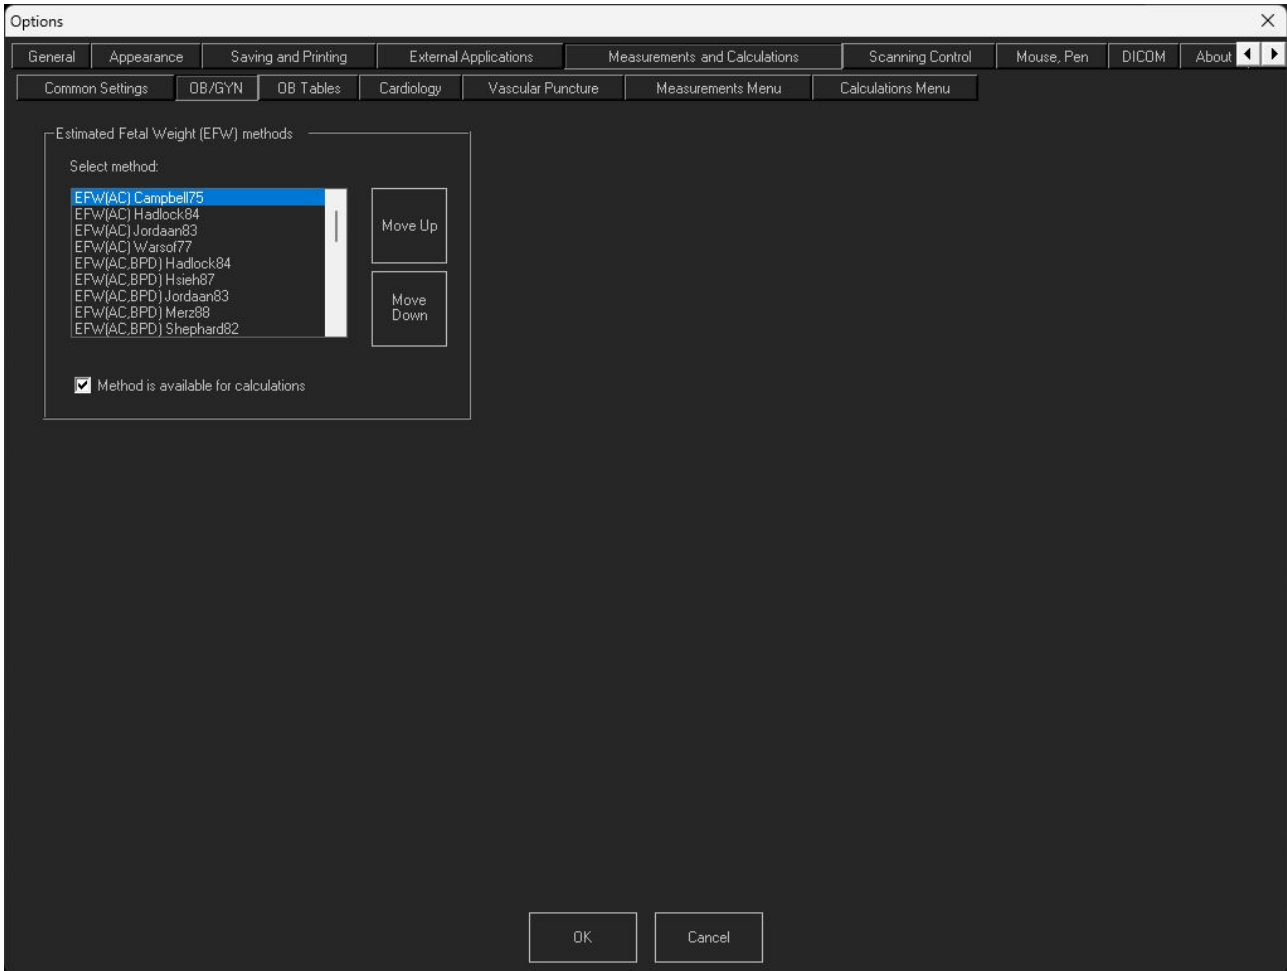 Options
General Appearance Saving and Printing External Applications Measurements and Calculations Scanning Control Mouse, Pen DICOM About
Common Settings OB/GYN OB Tables Cardiology Vascular Puncture Measurements Menu Calculations Menu
Estimated Fetal Weight (EFW) methods
Select method:
EFW(AC) Campbell75
EFW(AC) Hadlock84
EFW(AC) Jordaan83
EFW(AC) Warsof77
EFW(AC,BPD) Hadlock84
EFW(AC,BPD) Hsieh87
EFW(AC,BPD) Jordaan83
EFW(AC,BPD) Merz88
EFW(AC,BPD) Shephard82
Move Up
Move
Down
Method is available for calculations
OK Cancel